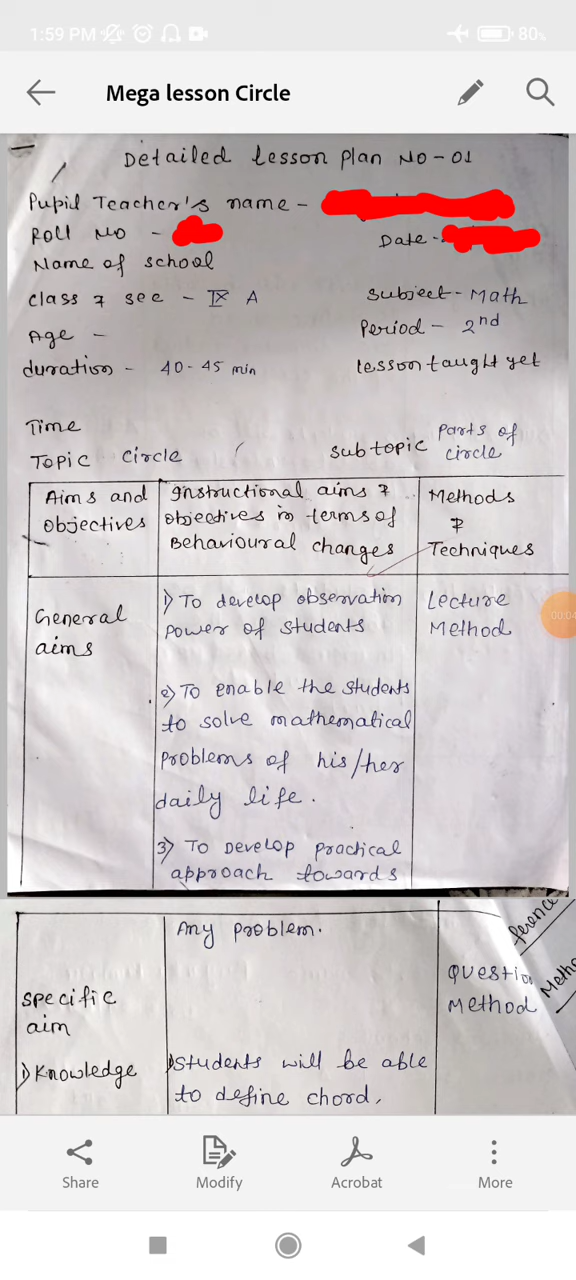 1:59 PM
80%
Mega lesson Circle
Detailed lesson plan NO-01
Pupil Teacher's name -
Roll NO -
Date -
Name of school
class & sec - IX A
Subject - Math
Age -
Period - 2nd
duration - 40-45 min
lesson taught yet
Time
Topic circle
subtopic Parts of circle
Aims and objectives
Instructional aims & objectives in terms of Behavioural changes
Methods & Techniques
General aims
1) To develop observation
power of students
Lecture
Method
00:04
2) To enable the students
to solve mathematical
problems of his/her
daily life.
3) To Develop practical
approach towards
Any problem.
ference
Metho
Question
Method
specific
aim
1) Knowledge
1) students will be able
to define chord,
Share
Modify
Acrobat
More